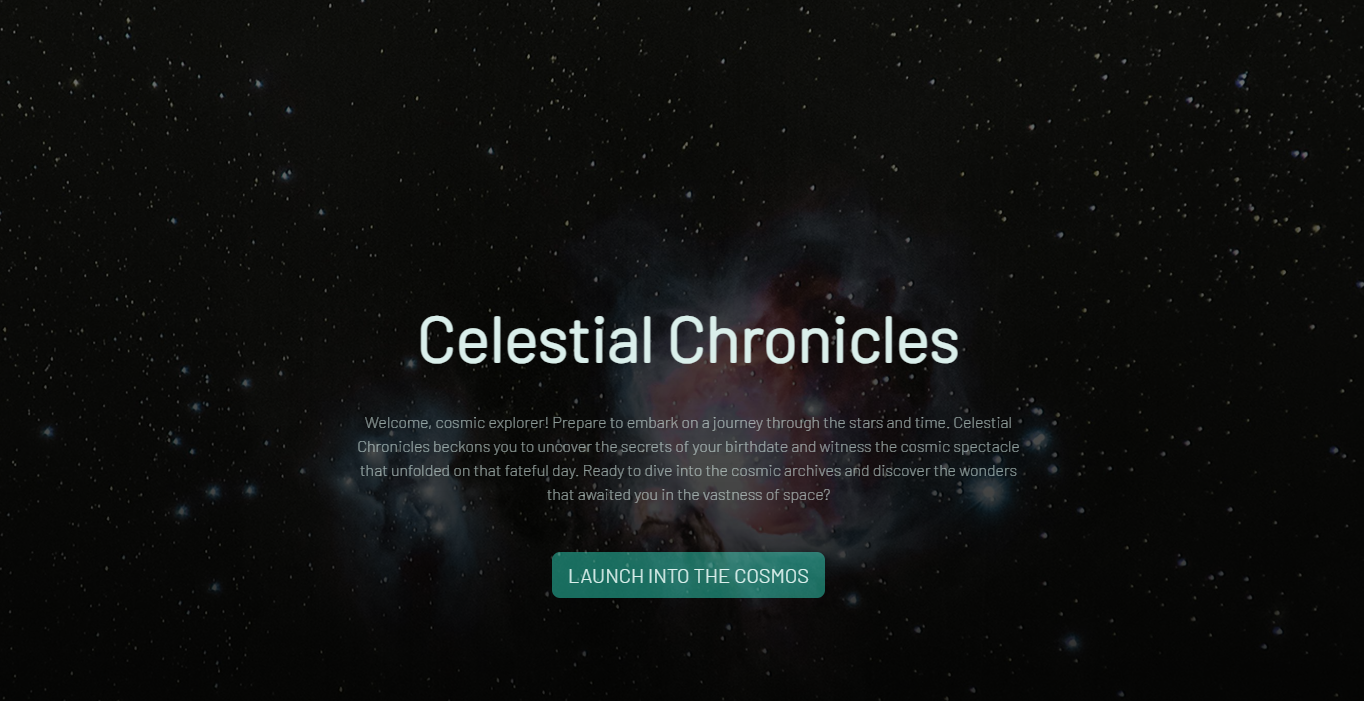 Celestial Chronicles
Welcome, cosmic explorer! Prepare to embark on a journey through the stars and time. Celestial
Chronicles beckons you to uncover the secrets of your birthdate and witness the cosmic spectacle
that unfolded on that fateful day. Ready to dive into the cosmic archives and discover the wonders
that awaited you in the vastness of space?
LAUNCH INTO THE COSMOS